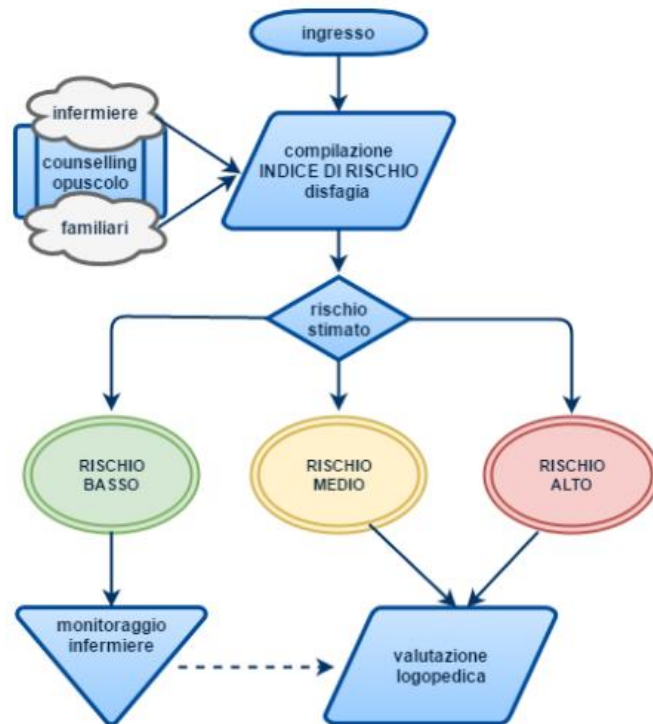 ingresso
infermiere
counselling
opuscolo
familiari
compilazione
INDICE DI RISCHIO
disfagia
rischio
stimato
RISCHIO
BASSO
RISCHIO
MEDIO
RISCHIO
ALTO
monitoraggio
infermiere
valutazione
logopedica